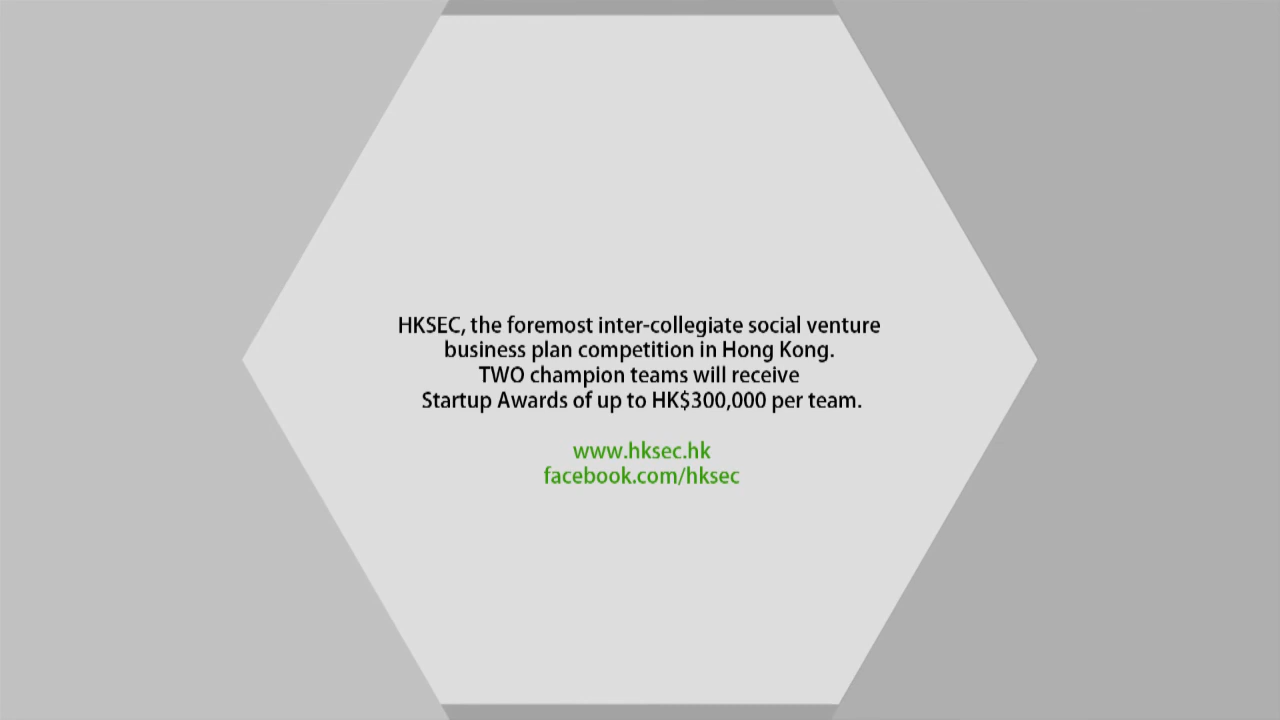 HKSEC, the foremost inter-collegiate social venture
business plan competition in Hong Kong.
TWO champion teams will receive
Startup Awards of up to HK$300,000 per team.
www.hksec.hk
facebook.com/hksec